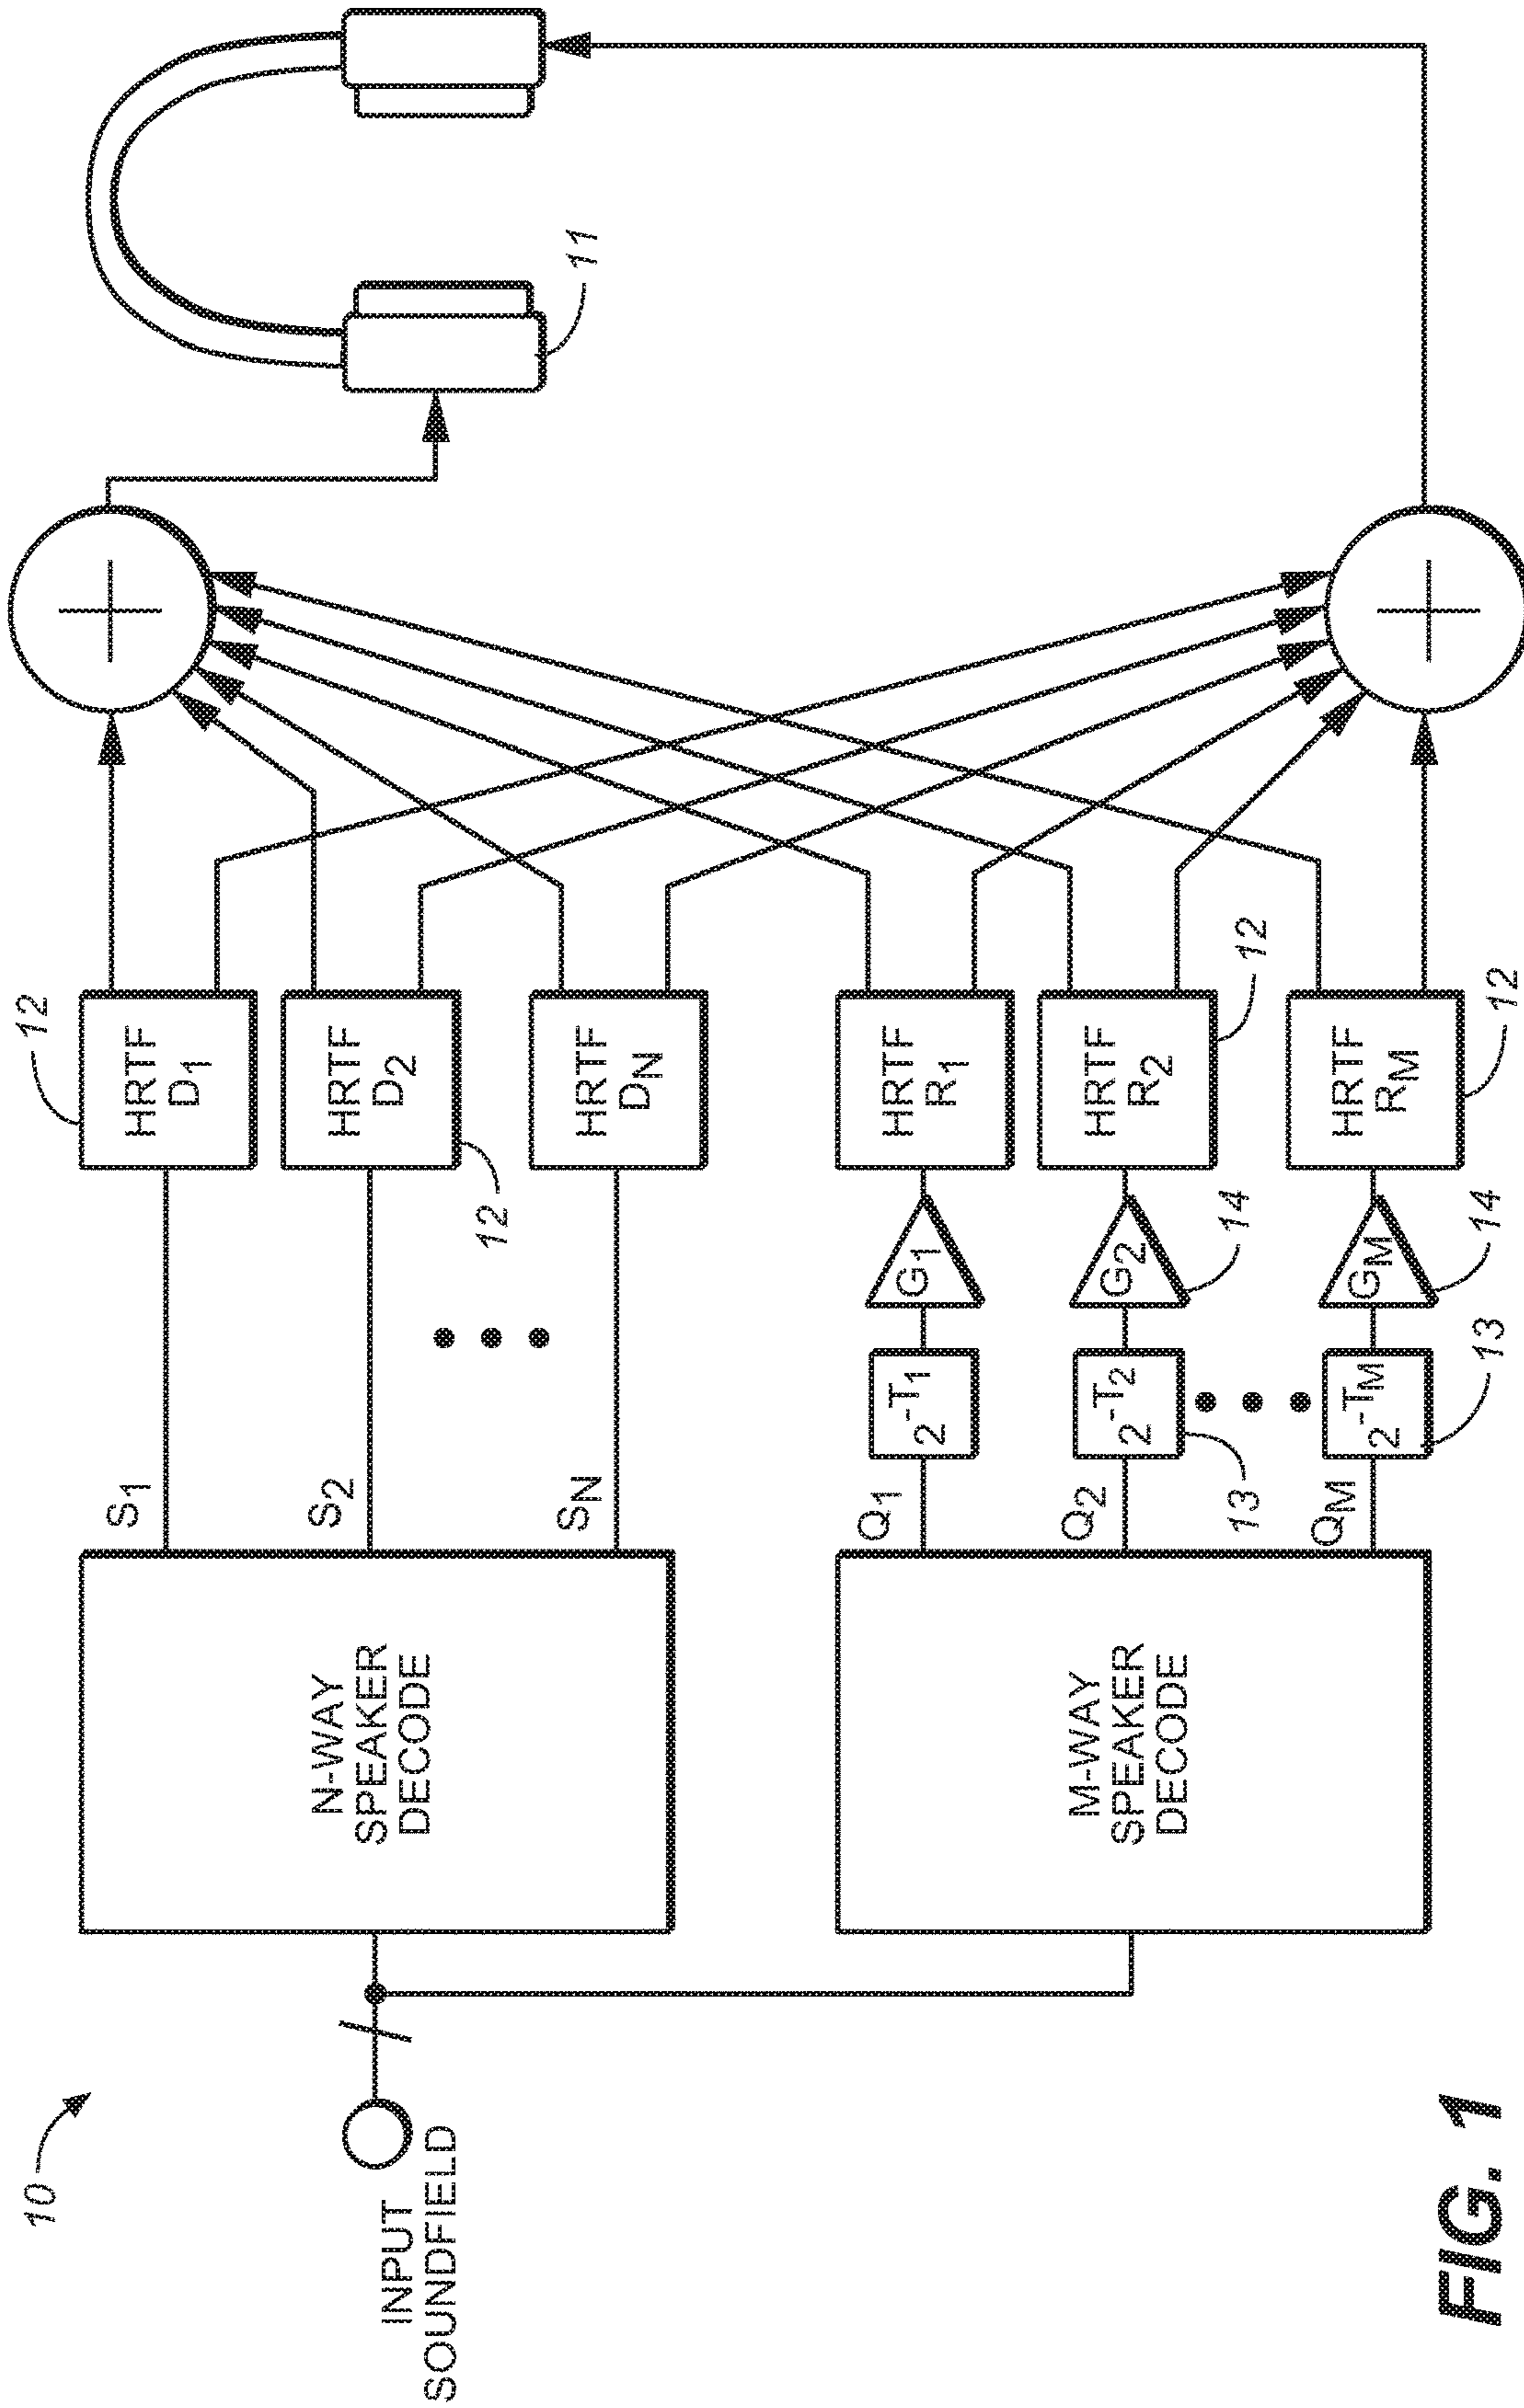 10
INPUT
SOUNDFIELD
N-WAY
SPEAKER
DECODE
M-WAY
SPEAKER
DECODE
S1
S2
SN
Q1
Q2
QM
2-T1
2-T2
2-TM
13
13
G1
G2
GM
14
14
HRTF
D1
HRTF
D2
HRTF
DN
HRTF
R1
HRTF
R2
HRTF
RM
12
12
12
12
11
FIG. 1